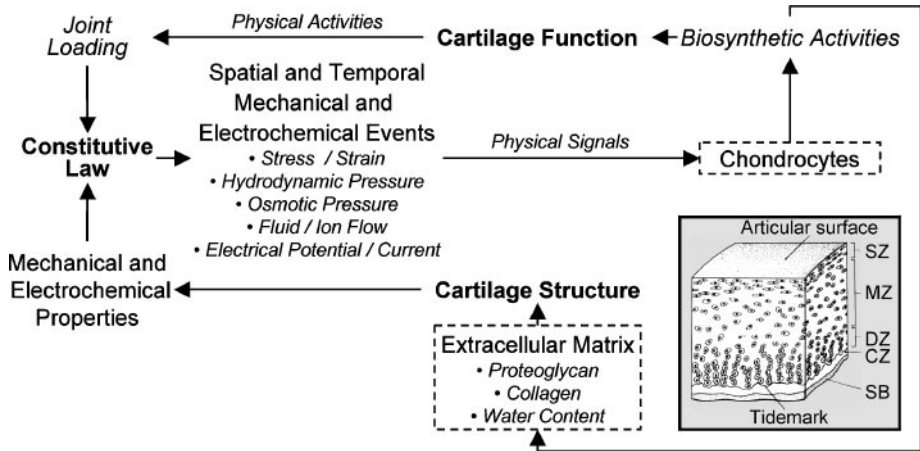 Joint
Loading
Physical Activities
Cartilage Function
Biosynthetic Activities
Spatial and Temporal
Mechanical and
Electrochemical Events
• Stress / Strain
• Hydrodynamic Pressure
• Osmotic Pressure
• Fluid / Ion Flow
• Electrical Potential / Current
Constitutive
Law
Physical Signals
Chondrocytes
Mechanical and
Electrochemical
Properties
Cartilage Structure
Extracellular Matrix
• Proteoglycan
• Collagen
• Water Content
Articular surface
SZ
MZ
DZ
CZ
SB
Tidemark